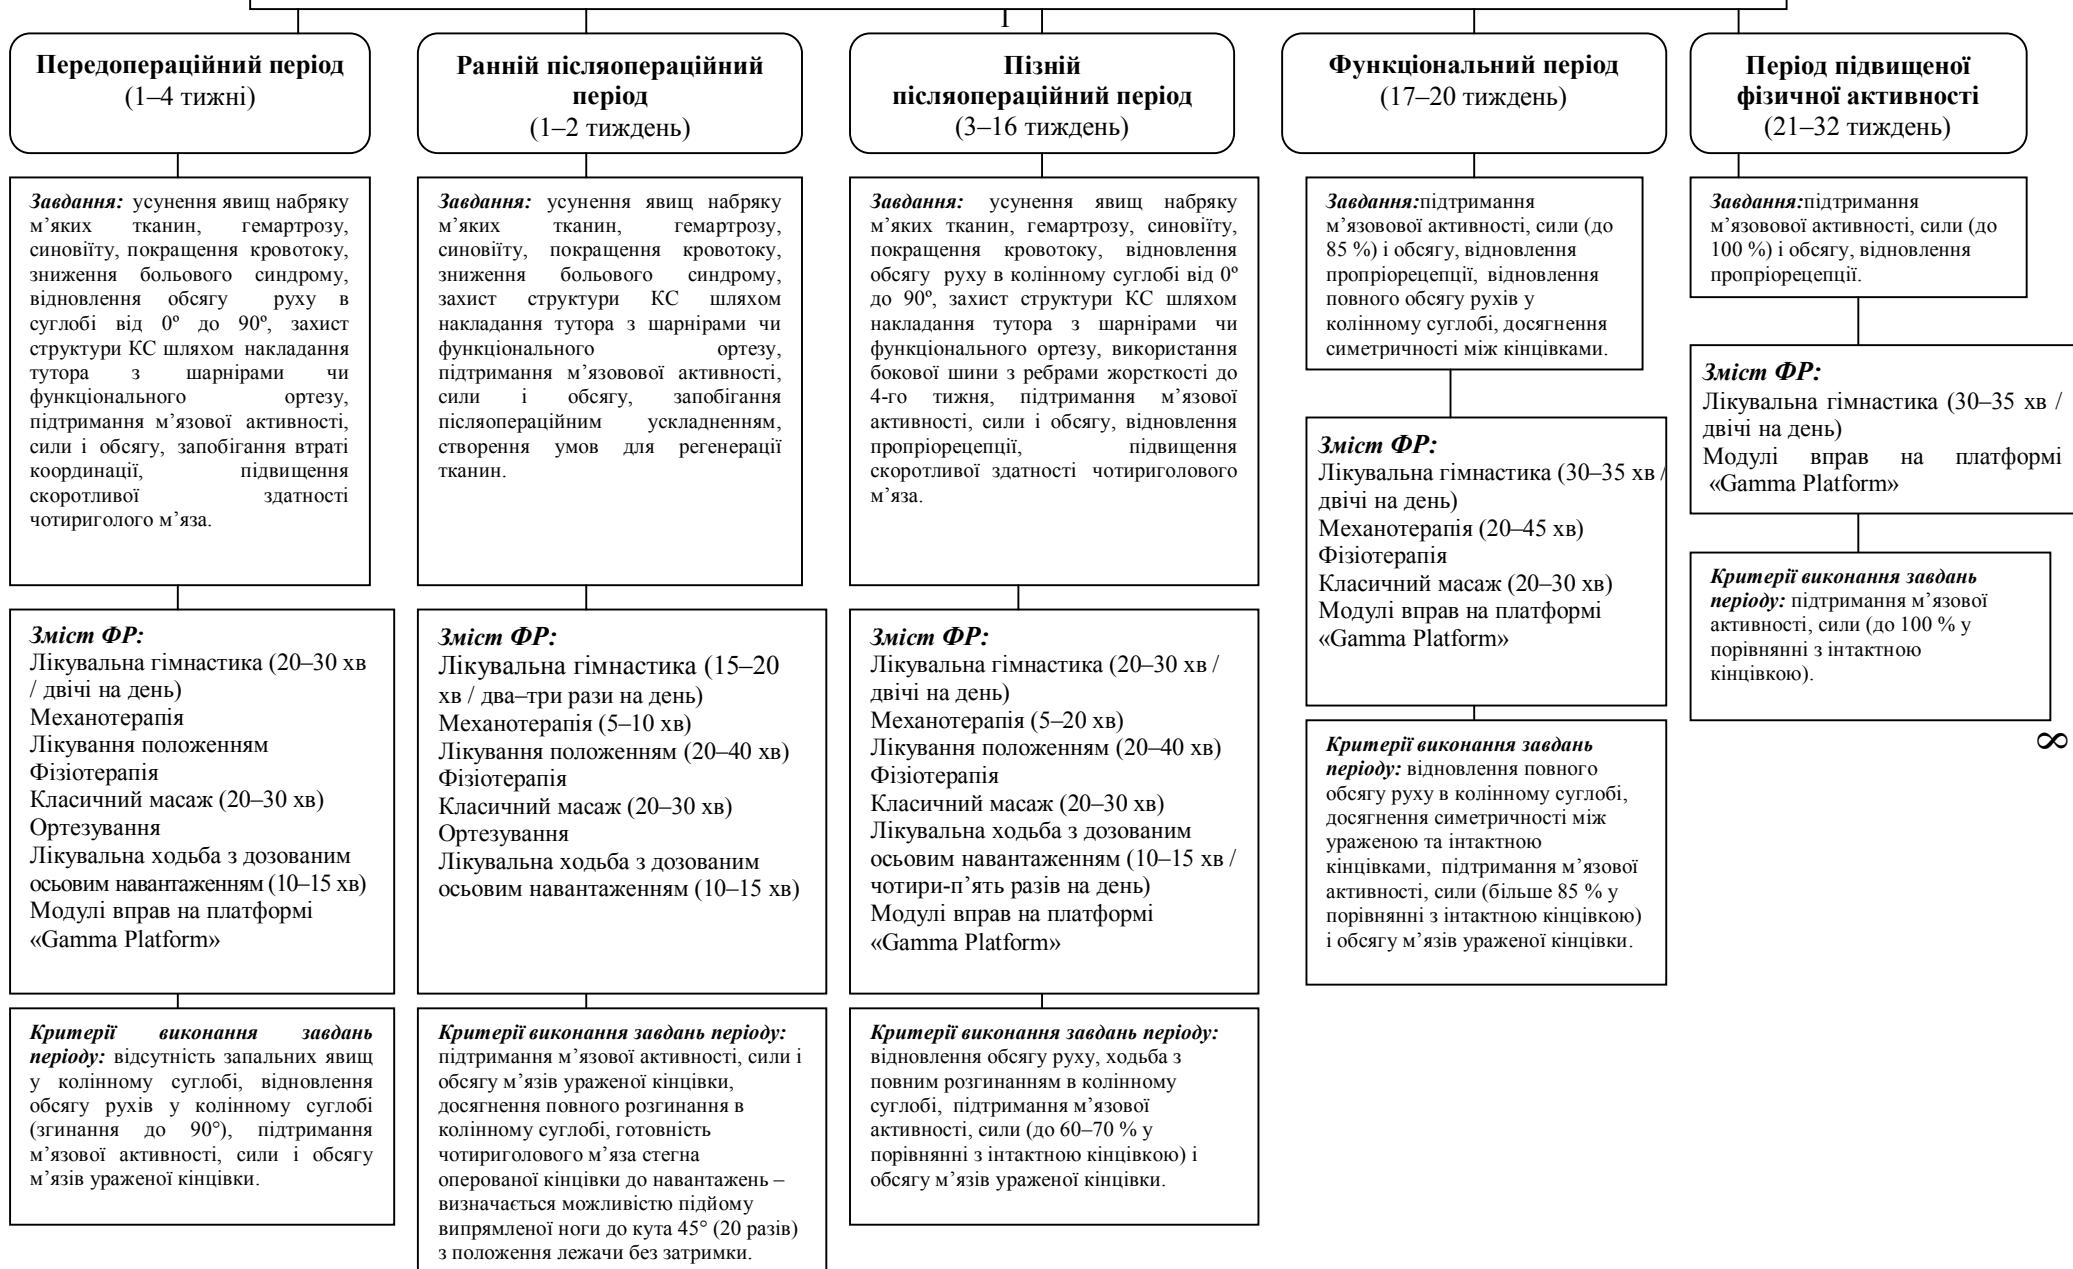 І
Передопераційний період
(1–4 тижні)
Завдання: усунення явищ набряку
м’яких тканин, гемартрозу,
синовіїту, покращення кровотоку,
зниження больового синдрому,
відновлення обсягу руху в
суглобі від 0º до 90º, захист
структури КС шляхом накладання
тутора з шарнірами чи
функціонального ортезу,
підтримання м’язової активності,
сили і обсягу, запобігання втраті
координації, підвищення
скоротливої здатності
чотириголого м’яза.
Зміст ФР:
Лікувальна гімнастика (20–30 хв
/ двічі на день)
Механотерапія
Лікування положенням
Фізіотерапія
Класичний масаж (20–30 хв)
Ортезування
Лікувальна ходьба з дозованим
осьовим навантаженням (10–15 хв)
Модулі вправ на платформі
«Gamma Platform»
Критерії виконання завдань
періоду: відсутність запальних явищ
у колінному суглобі, відновлення
обсягу рухів у колінному суглобі
(згинання до 90°), підтримання
м’язової активності, сили і обсягу
м’язів ураженої кінцівки.
Ранній післяопераційний
період
(1–2 тиждень)
Завдання: усунення явищ набряку
м’яких тканин, гемартрозу,
синовіїту, покращення кровотоку,
зниження больового синдрому,
захист структури КС шляхом
накладання тутора з шарнірами чи
функціонального ортезу,
підтримання м’язовової активності,
сили і обсягу, запобігання
післяопераційним ускладненням,
створення умов для регенерації
тканин.
Зміст ФР:
Лікувальна гімнастика (15–20
хв / два–три рази на день)
Механотерапія (5–10 хв)
Лікування положенням (20–40 хв)
Фізіотерапія
Класичний масаж (20–30 хв)
Ортезування
Лікувальна ходьба з дозованим
осьовим навантаженням (10–15 хв)
Критерії виконання завдань періоду:
підтримання м’язової активності, сили і
обсягу м’язів ураженої кінцівки,
досягнення повного розгинання в
колінному суглобі, готовність
чотириголового м’яза стегна
оперованої кінцівки до навантажень –
визначається можливістю підйому
випрямленої ноги до кута 45° (20 разів)
з положення лежачи без затримки.
Пізній
післяопераційний період
(3–16 тиждень)
Завдання: усунення явищ набряку
м’яких тканин, гемартрозу, синовіїту,
покращення кровотоку, відновлення
обсягу руху в колінному суглобі від 0º
до 90º, захист структури КС шляхом
накладання тутора з шарнірами чи
функціонального ортезу, використання
бокової шини з ребрами жорсткості до
4-го тижня, підтримання м’язової
активності, сили і обсягу, відновлення
пропріорецепції, підвищення
скоротливої здатності чотириголового
м’яза.
Зміст ФР:
Лікувальна гімнастика (20–30 хв /
двічі на день)
Механотерапія (5–20 хв)
Лікування положенням (20–40 хв)
Фізіотерапія
Класичний масаж (20–30 хв)
Лікувальна ходьба з дозованим
осьовим навантаженням (10–15 хв /
чотири-п’ять разів на день)
Модулі вправ на платформі
«Gamma Platform»
Критерії виконання завдань періоду:
відновлення обсягу руху, ходьба з
повним розгинанням в колінному
суглобі, підтримання м’язової
активності, сили (до 60–70 % у
порівнянні з інтактною кінцівкою) і
обсягу м’язів ураженої кінцівки.
Функціональний період
(17–20 тиждень)
Завдання:підтримання
м’язовової активності, сили (до
85 %) і обсягу, відновлення
пропріорецепції, відновлення
повного обсягу рухів у
колінному суглобі, досягнення
симетричності між кінцівками.
Зміст ФР:
Лікувальна гімнастика (30–35 хв /
двічі на день)
Механотерапія (20–45 хв)
Фізіотерапія
Класичний масаж (20–30 хв)
Модулі вправ на платформі
«Gamma Platform»
Критерії виконання завдань
періоду: відновлення повного
обсягу руху в колінному суглобі,
досягнення симетричності між
ураженою та інтактною
кінцівками, підтримання м’язової
активності, сили (більше 85 % у
порівнянні з інтактною кінцівкою)
і обсягу м’язів ураженої кінцівки.
Період підвищеної
фізичної активності
(21–32 тиждень)
Завдання:підтримання
м’язовової активності, сили (до
100 %) і обсягу, відновлення
пропріорецепції.
Зміст ФР:
Лікувальна гімнастика (30–35 хв /
двічі на день)
Модулі вправ на платформі
«Gamma Platform»
Критерії виконання завдань
періоду: підтримання м’язової
активності, сили (до 100 % у
порівнянні з інтактною
кінцівкою).
∞